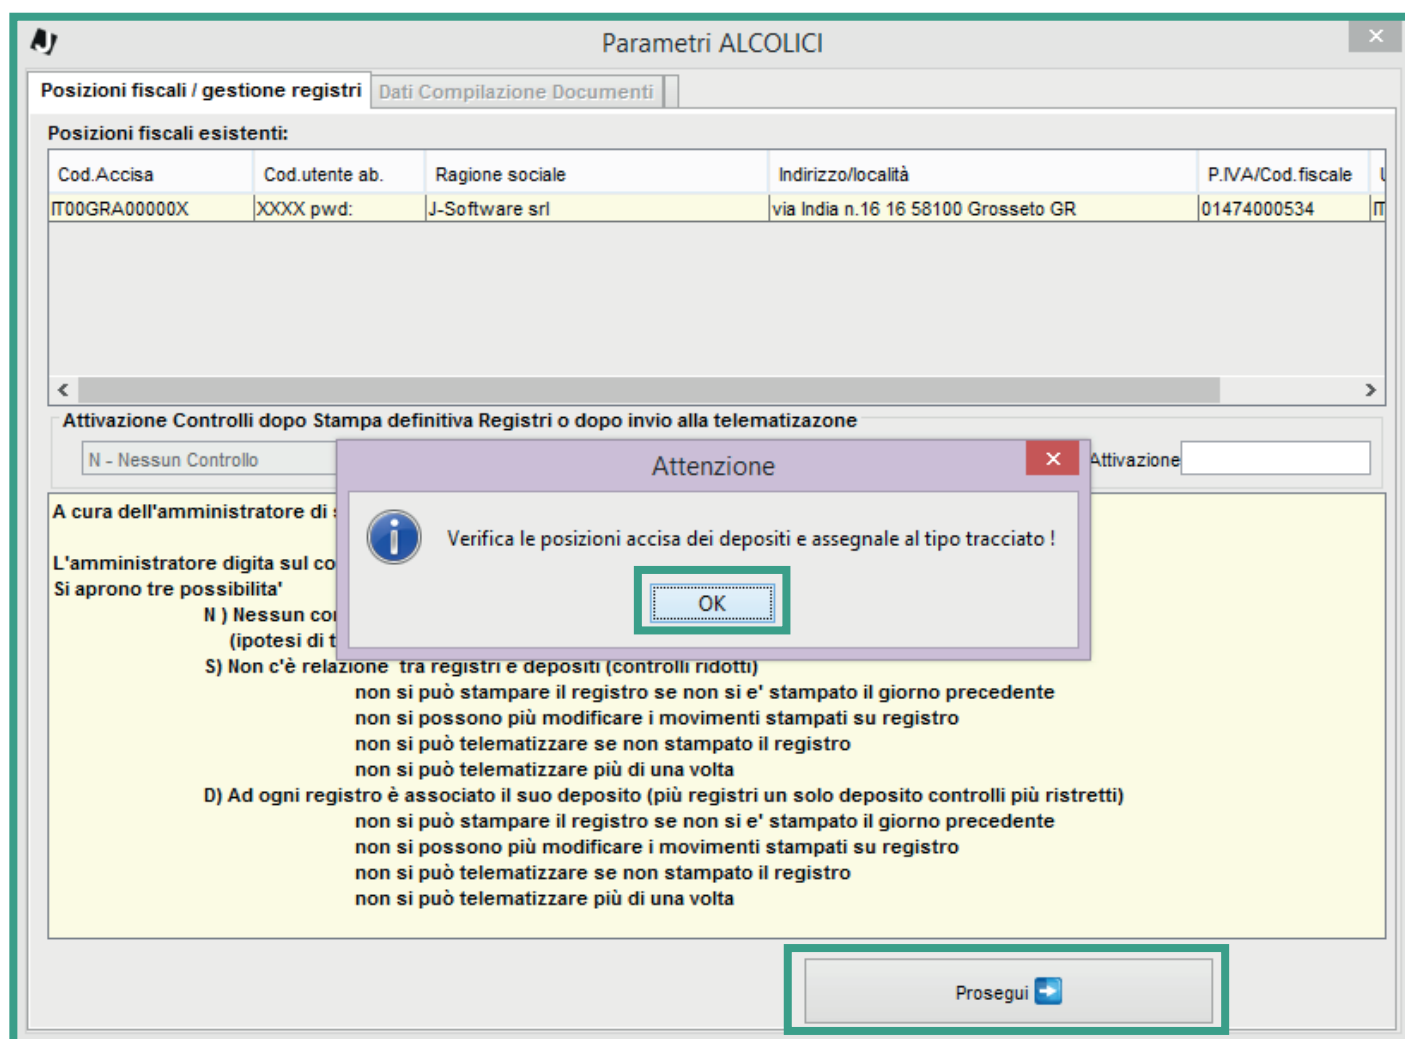 AJ
Parametri ALCOLICI
Posizioni fiscali / gestione registri
Dati Compilazione Documenti
Posizioni fiscali esistenti:
Cod.Accisa Cod.utente ab. Ragione sociale Indirizzo/località P.IVA/Cod.fiscale
IT00GRA00000X XXXX pwd: J-Software srl via India n.16 16 58100 Grosseto GR 01474000534 IT
Attivazione Controlli dopo Stampa definitiva Registri o dopo invio alla telematizazone
N - Nessun Controllo
Attivazione
Attenzione
Verifica le posizioni accisa dei depositi e assegnale al tipo tracciato !
OK
A cura dell'amministratore di
L'amministratore digita sul co
Si aprono tre possibilita'
N ) Nessun co
(ipotesi di t
S) Non c'è relazione tra registri e depositi (controlli ridotti)
non si può stampare il registro se non si e' stampato il giorno precedente
non si possono più modificare i movimenti stampati su registro
non si può telematizzare se non stampato il registro
non si può telematizzare più di una volta
D) Ad ogni registro è associato il suo deposito (più registri un solo deposito controlli più ristretti)
non si può stampare il registro se non si e' stampato il giorno precedente
non si possono più modificare i movimenti stampati su registro
non si può telematizzare se non stampato il registro
non si può telematizzare più di una volta
Prosegui